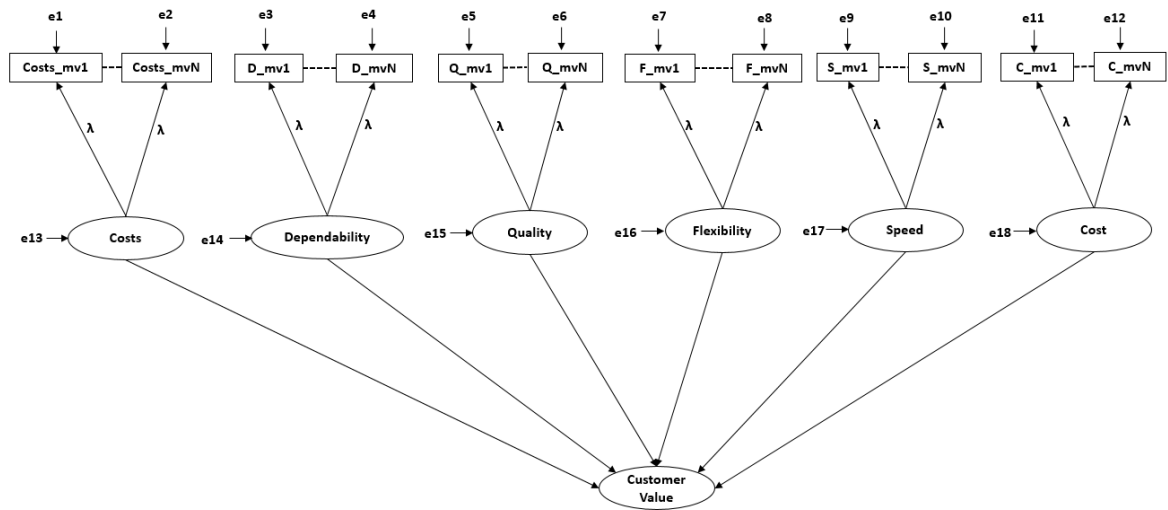 e1 e2 e3 e4 e5 e6 e7 e8 e9 e10 e11 e12
Costs_mv1 Costs_mvN D_mv1 D_mvN Q_mv1 Q_mvN F_mv1 F_mvN S_mv1 S_mvN C_mv1 C_mvN
λ λ λ λ λ λ λ λ λ λ λ λ
e13 Costs e14 Dependability e15 Quality e16 Flexibility e17 Speed e18 Cost
Customer
Value